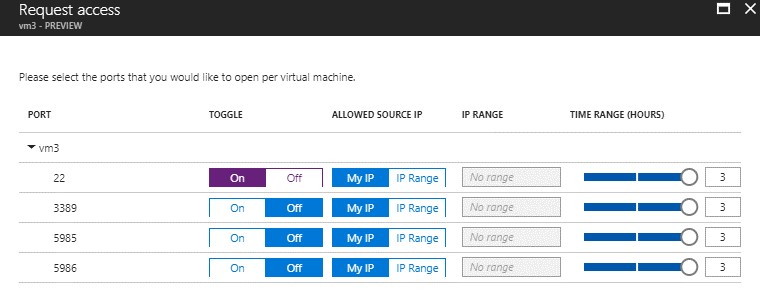 Request access
vm3 - PREVIEW
Please select the ports that you would like to open per virtual machine.
PORT TOGGLE ALLOWED SOURCE IP IP RANGE TIME RANGE (HOURS)
vm3
22 On Off My IP IP Range No range 3
3389 On Off My IP IP Range No range 3
5985 On Off My IP IP Range No range 3
5986 On Off My IP IP Range No range 3